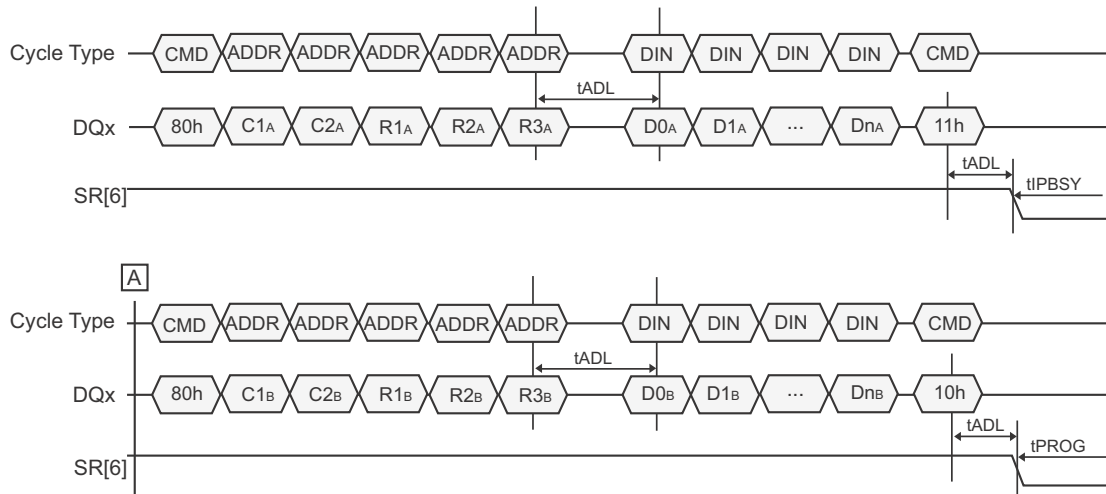 Cycle Type CMD ADDR ADDR ADDR ADDR ADDR DIN DIN DIN DIN CMD
tADL
DQx 80h C1A C2A R1A R2A R3A D0A D1A ... DnA 11h
tADL
SR[6] tIPBSY
A
Cycle Type CMD ADDR ADDR ADDR ADDR ADDR DIN DIN DIN DIN CMD
tADL
DQx 80h C1B C2B R1B R2B R3B D0B D1B ... DnB 10h
tADL
SR[6] tPROG